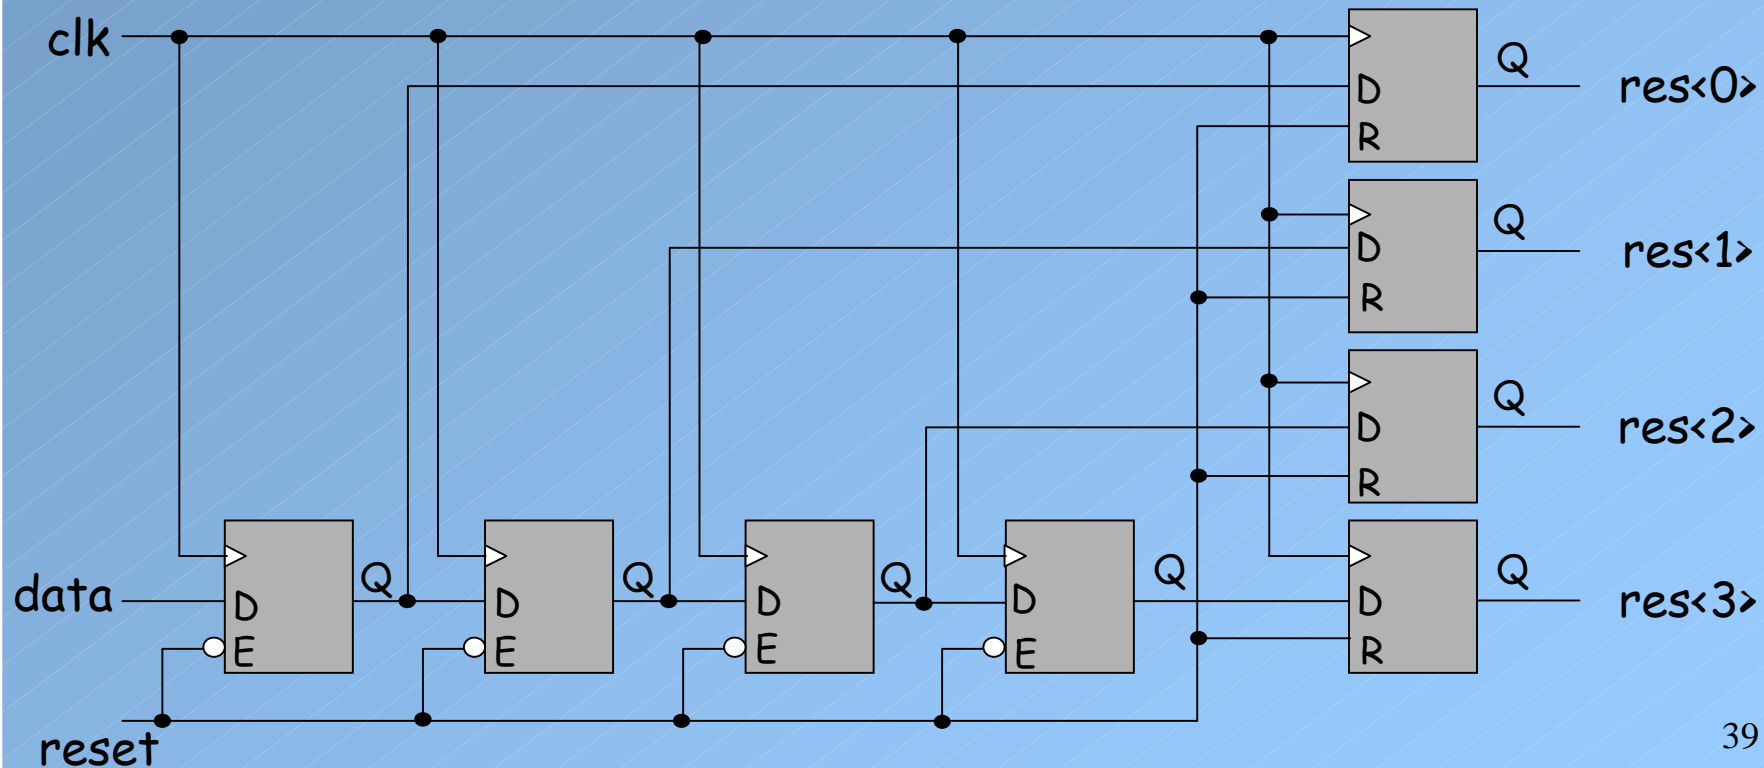 clk
Q
D
R
res<0>
Q
D
R
res<1>
Q
D
R
res<2>
data
D
E
Q
D
E
Q
D
E
Q
D
E
Q
D
R
Q
res<3>
reset
39